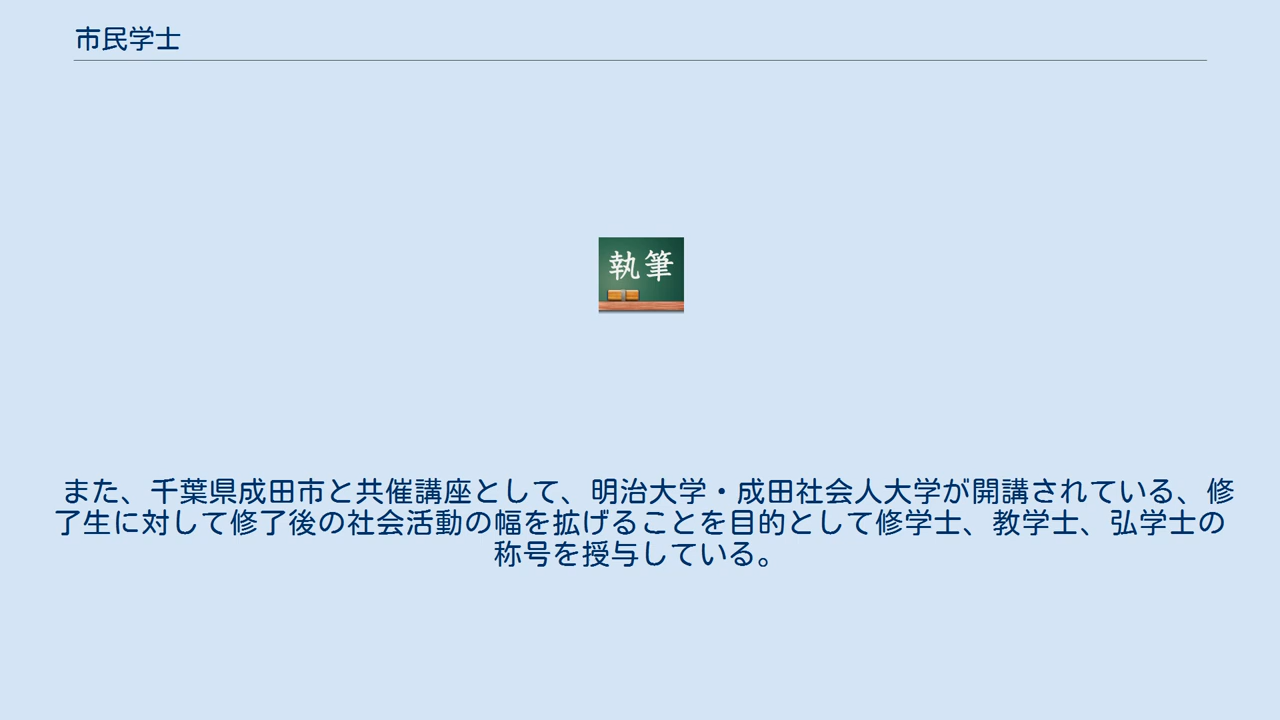 市民学士
執筆
また、千葉県成田市と共催講座として、明治大学・成田社会人大学が開講されている、修
了生に対して修了後の社会活動の幅を拡げることを目的として修学士、教学士、弘学士の
称号を授与している。